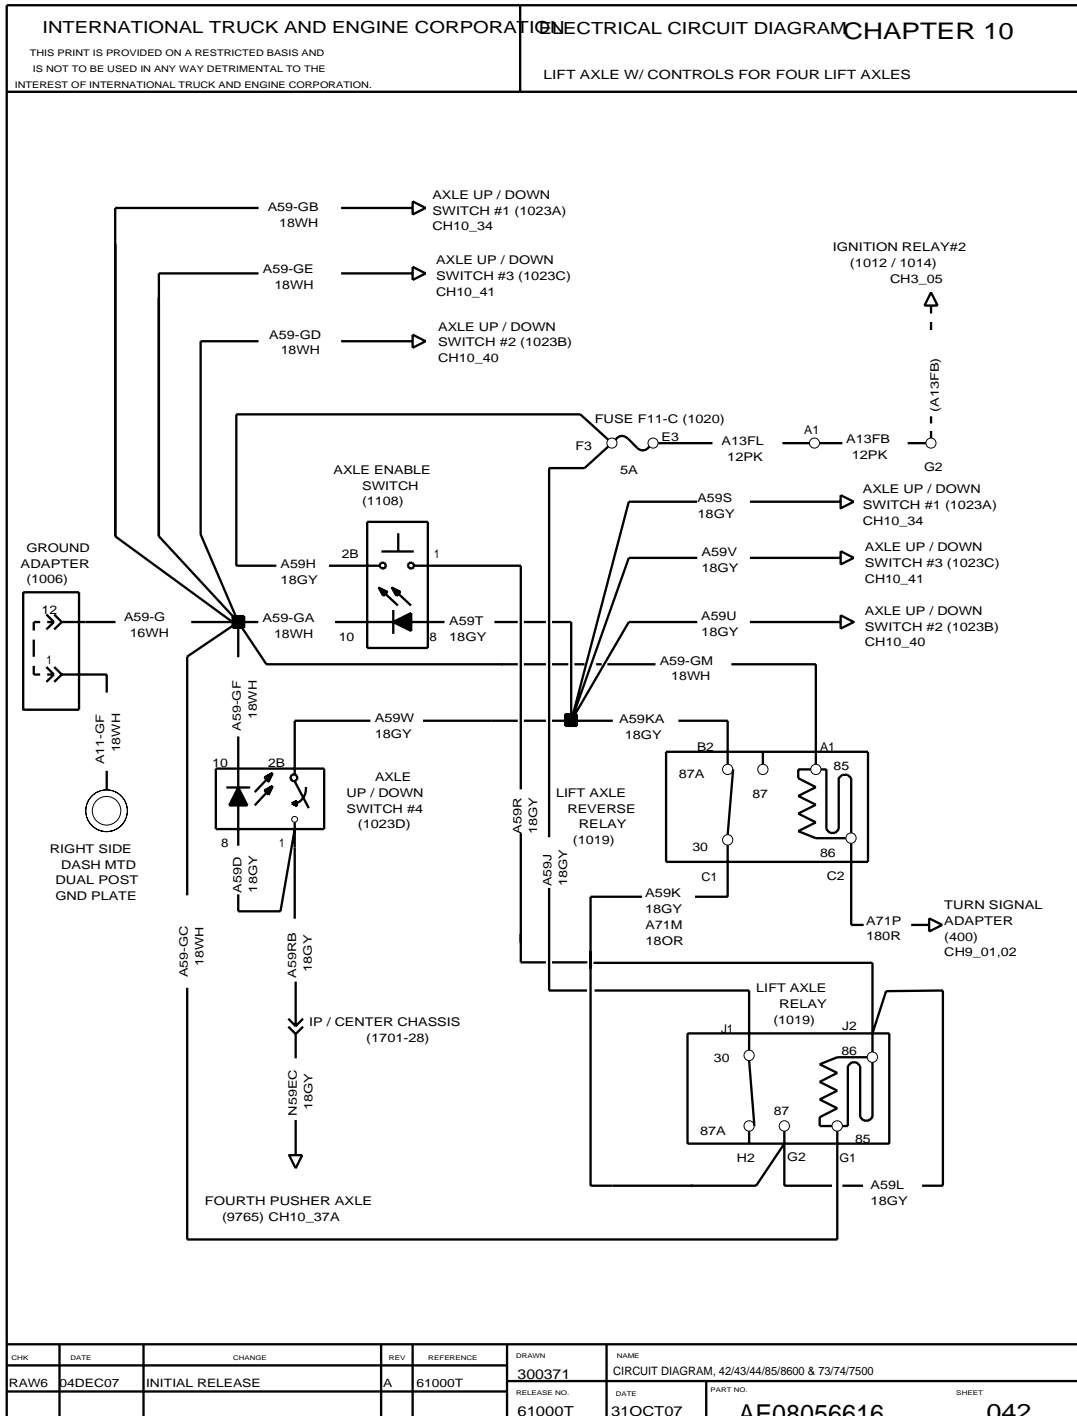 INTERNATIONAL TRUCK AND ENGINE CORPORATION
THIS PRINT IS PROVIDED ON A RESTRICTED BASIS AND
IS NOT TO BE USED IN ANY WAY DETRIMENTAL TO THE
INTEREST OF INTERNATIONAL TRUCK AND ENGINE CORPORATION.
ELECTRICAL CIRCUIT DIAGRAM
CHAPTER 10
LIFT AXLE W/ CONTROLS FOR FOUR LIFT AXLES
A59-GB
18WH
AXLE UP / DOWN
SWITCH #1 (1023A)
CH10_34
A59-GE
18WH
AXLE UP / DOWN
SWITCH #3 (1023C)
CH10_41
A59-GD
18WH
AXLE UP / DOWN
SWITCH #2 (1023B)
CH10_40
IGNITION RELAY#2
(1012 / 1014)
CH3_05
(A13FB)
FUSE F11-C (1020)
F3
E3
5A
A13FL
12PK
A1
A13FB
12PK
G2
AXLE ENABLE
SWITCH
(1108)
A59S
18GY
AXLE UP / DOWN
SWITCH #1 (1023A)
CH10_34
A59V
18GY
AXLE UP / DOWN
SWITCH #3 (1023C)
CH10_41
A59U
18GY
AXLE UP / DOWN
SWITCH #2 (1023B)
CH10_40
GROUND
ADAPTER
(1006)
12
1
A59-G
16WH
A59H
18GY
2B
1
A59-GA
18WH
10
8
A59T
18GY
A59-GM
18WH
A11-GF
18WH
A59-GF
18WH
A59W
18GY
A59KA
18GY
RIGHT SIDE
DASH MTD
DUAL POST
GND PLATE
10
2B
8
1
AXLE
UP / DOWN
SWITCH #4
(1023D)
A59D
18GY
A59R
18GY
A59J
18GY
LIFT AXLE
REVERSE
RELAY
(1019)
B2
A1
87A
87
85
30
86
C1
C2
A59K
18GY
A71M
18OR
A71P
180R
TURN SIGNAL
ADAPTER
(400)
CH9_01,02
A59-GC
18WH
A59RB
18GY
IP / CENTER CHASSIS
(1701-28)
N59EC
18GY
FOURTH PUSHER AXLE
(9765) CH10_37A
LIFT AXLE
RELAY
(1019)
J1
J2
30
86
87A
87
85
H2
G2
G1
A59L
18GY
CHK
DATE
CHANGE
REV
REFERENCE
RAW6
04DEC07
INITIAL RELEASE
A
61000T
DRAWN
300371
NAME
CIRCUIT DIAGRAM, 42/43/44/85/8600 & 73/74/7500
RELEASE NO.
61000T
DATE
31OCT07
PART NO.
AE08056616
SHEET
042